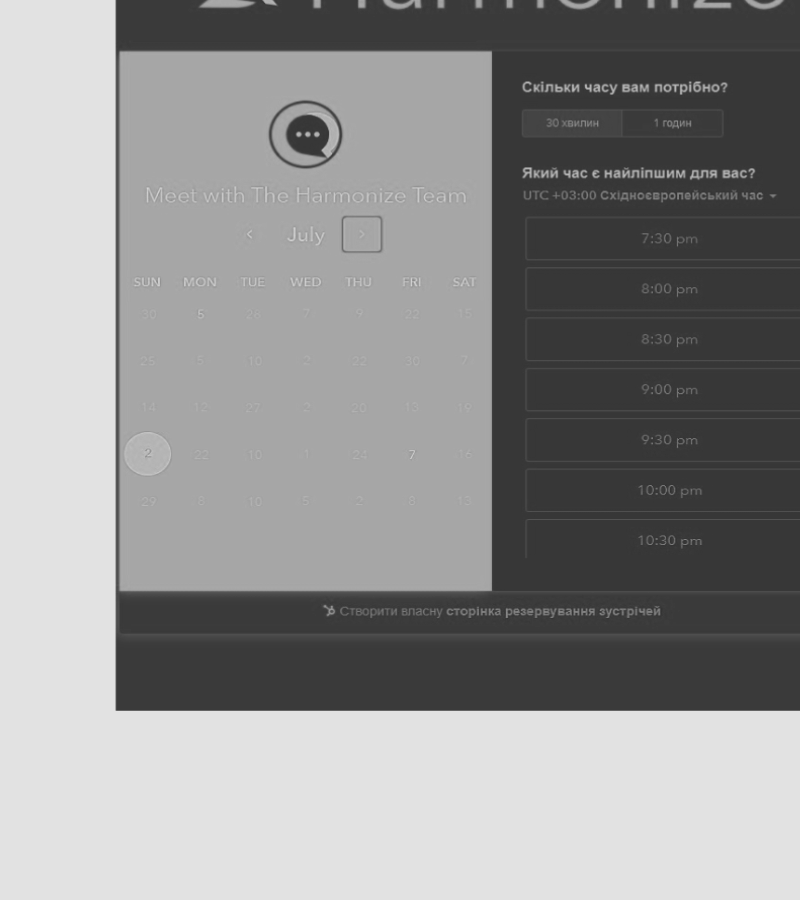 Harmonize
Meet with The Harmonize Team
July
SUN MON TUE WED THU FRI SAT
30 5 26 7 9 22 15
25 5 10 2 22 30 7
14 12 27 2 20 13 19
2 22 10 1 24 7 16
29 8 10 5 2 8 13
Скільки часу вам потрібно?
30 хвилин 1 годин
Який час є найліпшим для вас?
UTC +03:00 Східноєвропейський час
7:30 pm
8:00 pm
8:30 pm
9:00 pm
9:30 pm
10:00 pm
10:30 pm
Створити власну сторінка резервування зустрічей